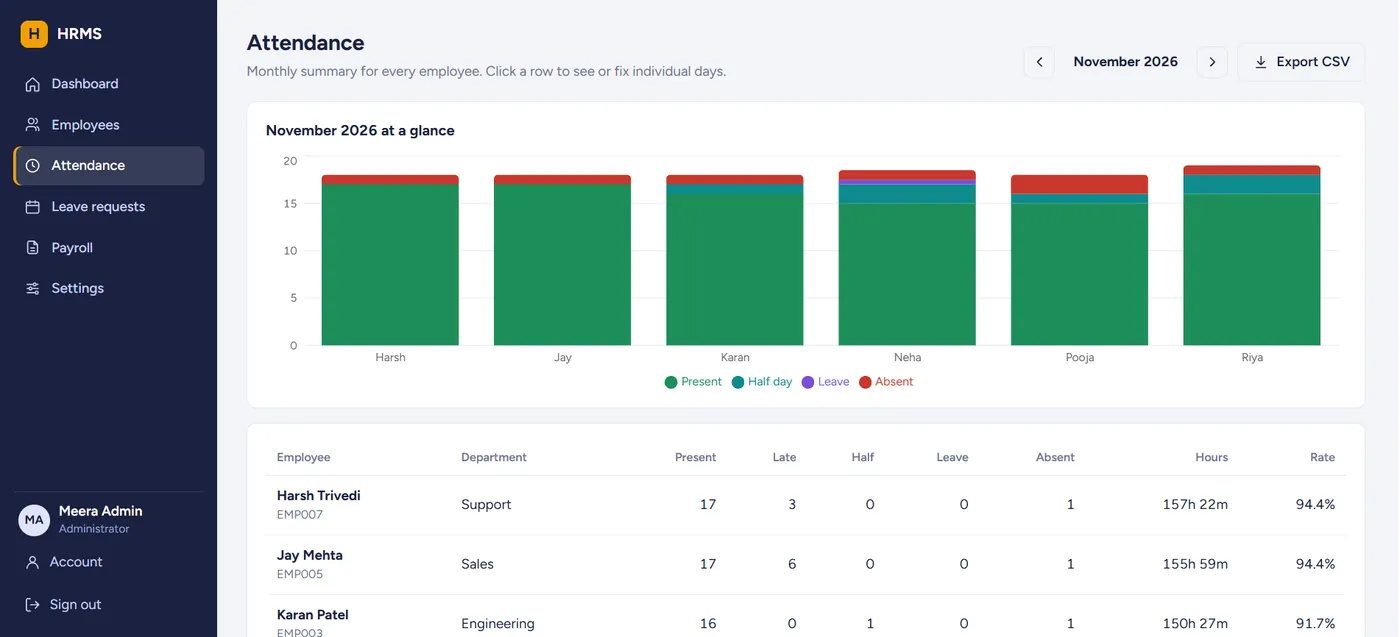 H HRMS
Dashboard
Employees
Attendance
Leave requests
Payroll
Settings
MA Meera Admin
Administrator
Account
Sign out
Attendance
Monthly summary for every employee. Click a row to see or fix individual days.
November 2026
Export CSV
November 2026 at a glance
20
15
10
5
0
Harsh Jay Karan Neha Pooja Riya
Present Half day Leave Absent
Employee Department Present Late Half Leave Absent Hours Rate
Harsh Trivedi
EMP007
Support 17 3 0 0 1 157h 22m 94.4%
Jay Mehta
EMP005
Sales 17 6 0 0 1 155h 59m 94.4%
Karan Patel
EMP003
Engineering 16 0 1 0 1 150h 27m 91.7%